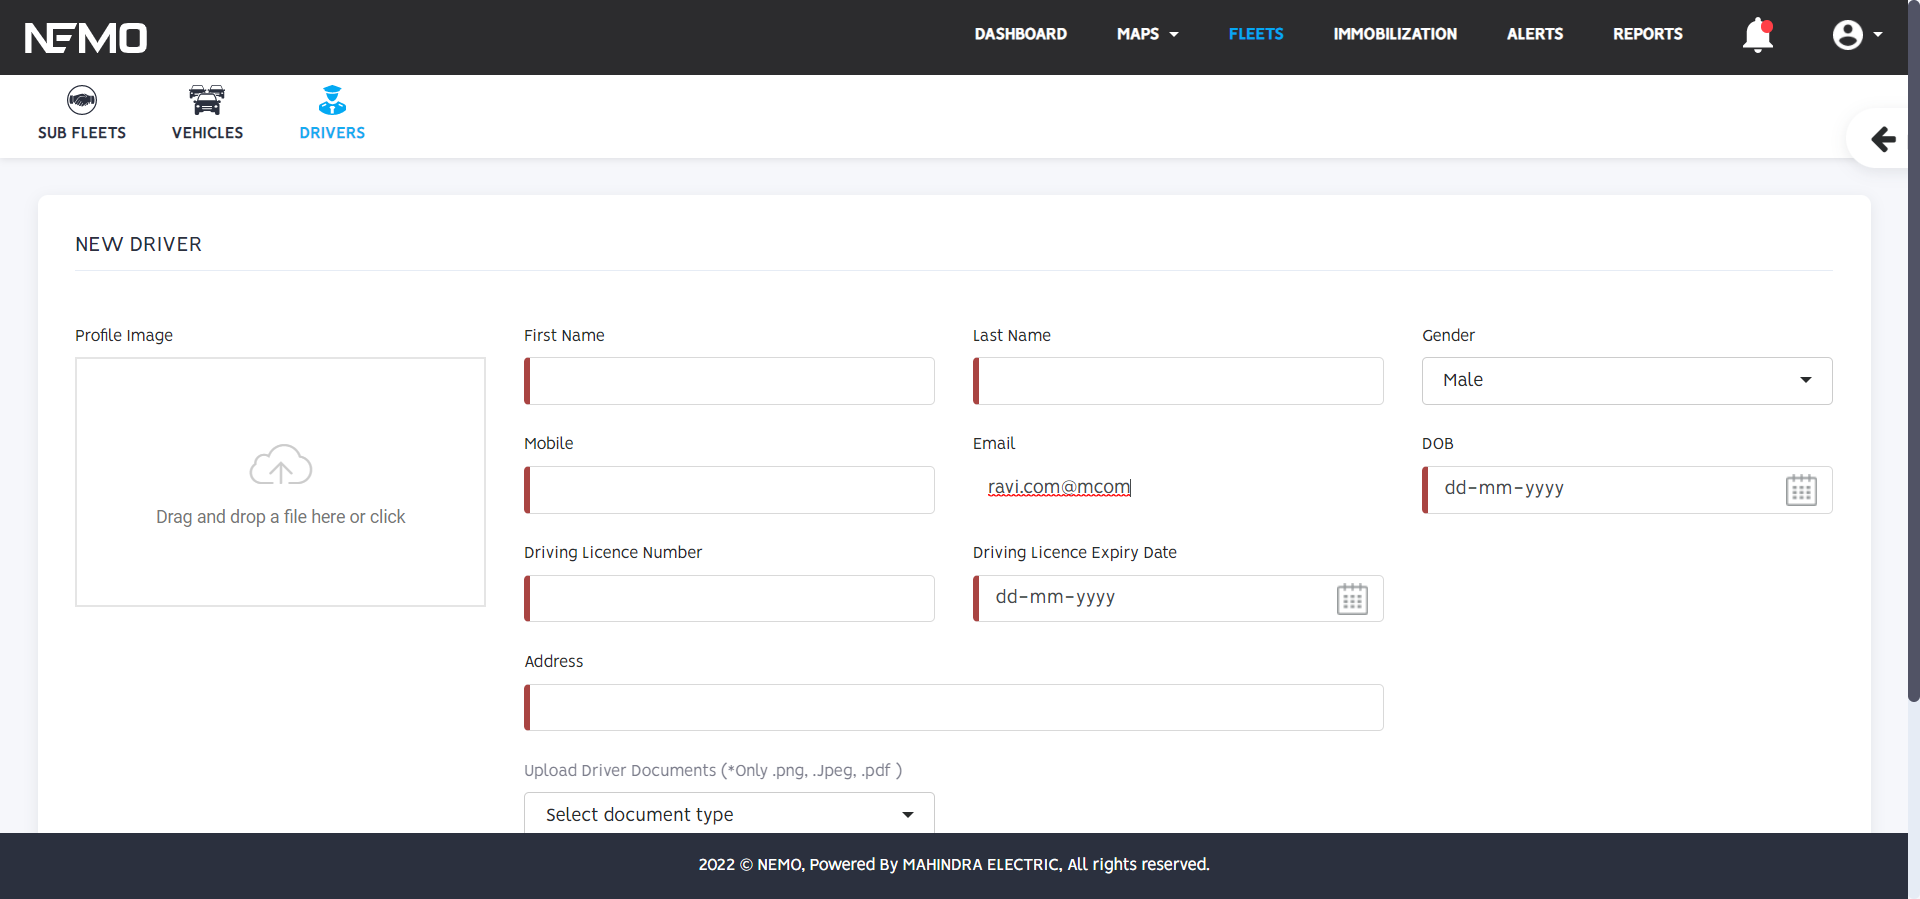 NEMO
DASHBOARD
MAPS
FLEETS
IMMOBILIZATION
ALERTS
REPORTS
SUB FLEETS
VEHICLES
DRIVERS
NEW DRIVER
Profile Image
Drag and drop a file here or click
First Name
Last Name
Gender
Male
Mobile
Email
ravi.com@mcom
DOB
dd-mm-yyyy
Driving Licence Number
Driving Licence Expiry Date
dd-mm-yyyy
Address
Upload Driver Documents (*Only .png, .Jpeg, .pdf )
Select document type
2022 © NEMO, Powered By MAHINDRA ELECTRIC, All rights reserved.